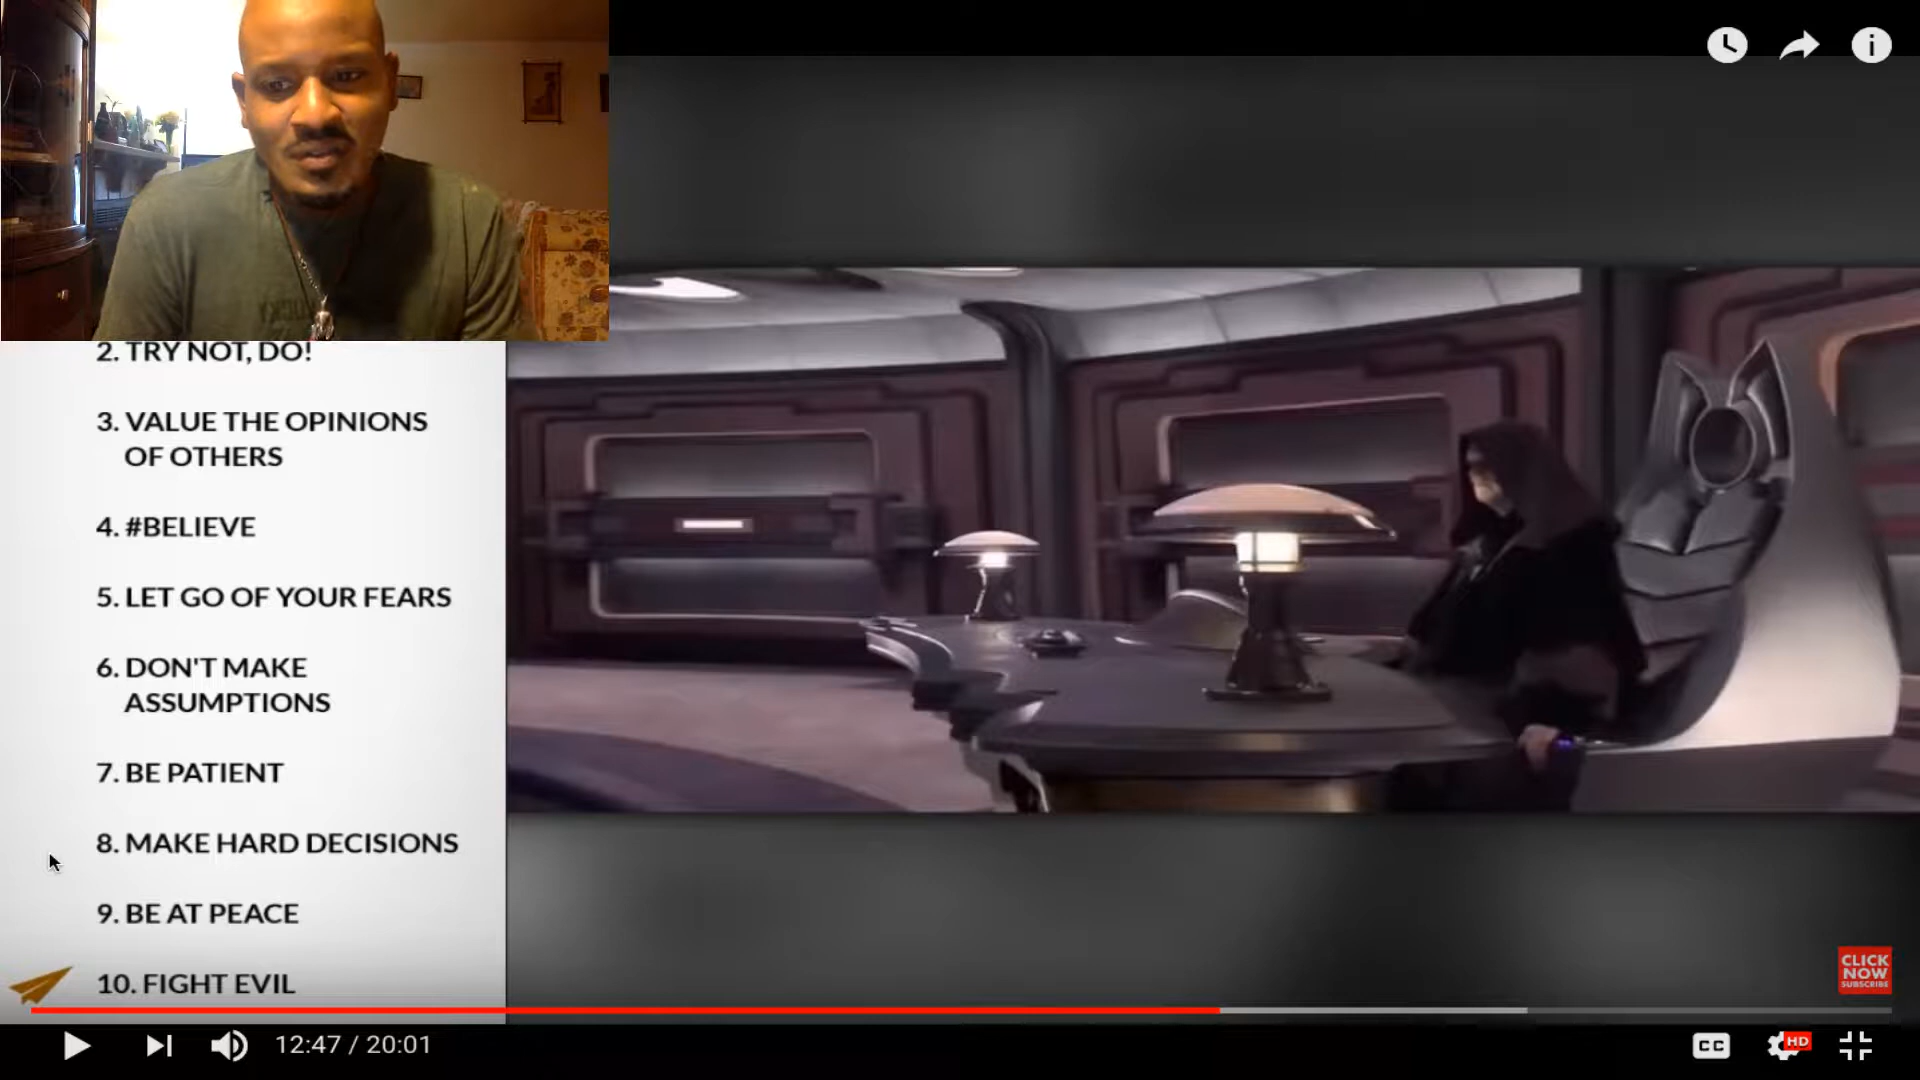 2. TRY NOT, DO!
3. VALUE THE OPINIONS
OF OTHERS
4. #BELIEVE
5. LET GO OF YOUR FEARS
6. DON'T MAKE
ASSUMPTIONS
7. BE PATIENT
8. MAKE HARD DECISIONS
9. BE AT PEACE
10. FIGHT EVIL
CLICK
NOW
SUBSCRIBE
12:47 / 20:01
CC
HD